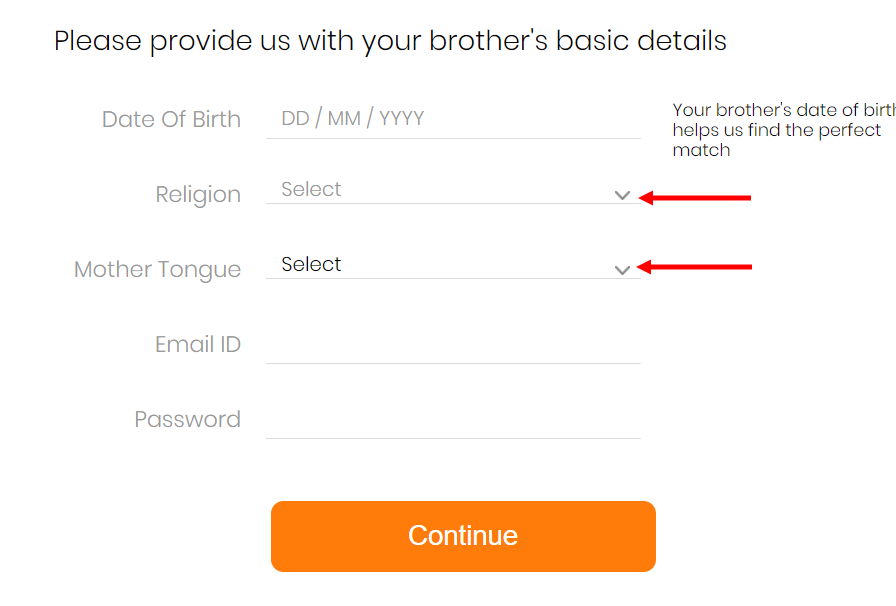 Please provide us with your brother's basic details
Date Of Birth
DD / MM / YYYY
Your brother's date of birth
helps us find the perfect
match
Religion
Select
Mother Tongue
Select
Email ID
Password
Continue